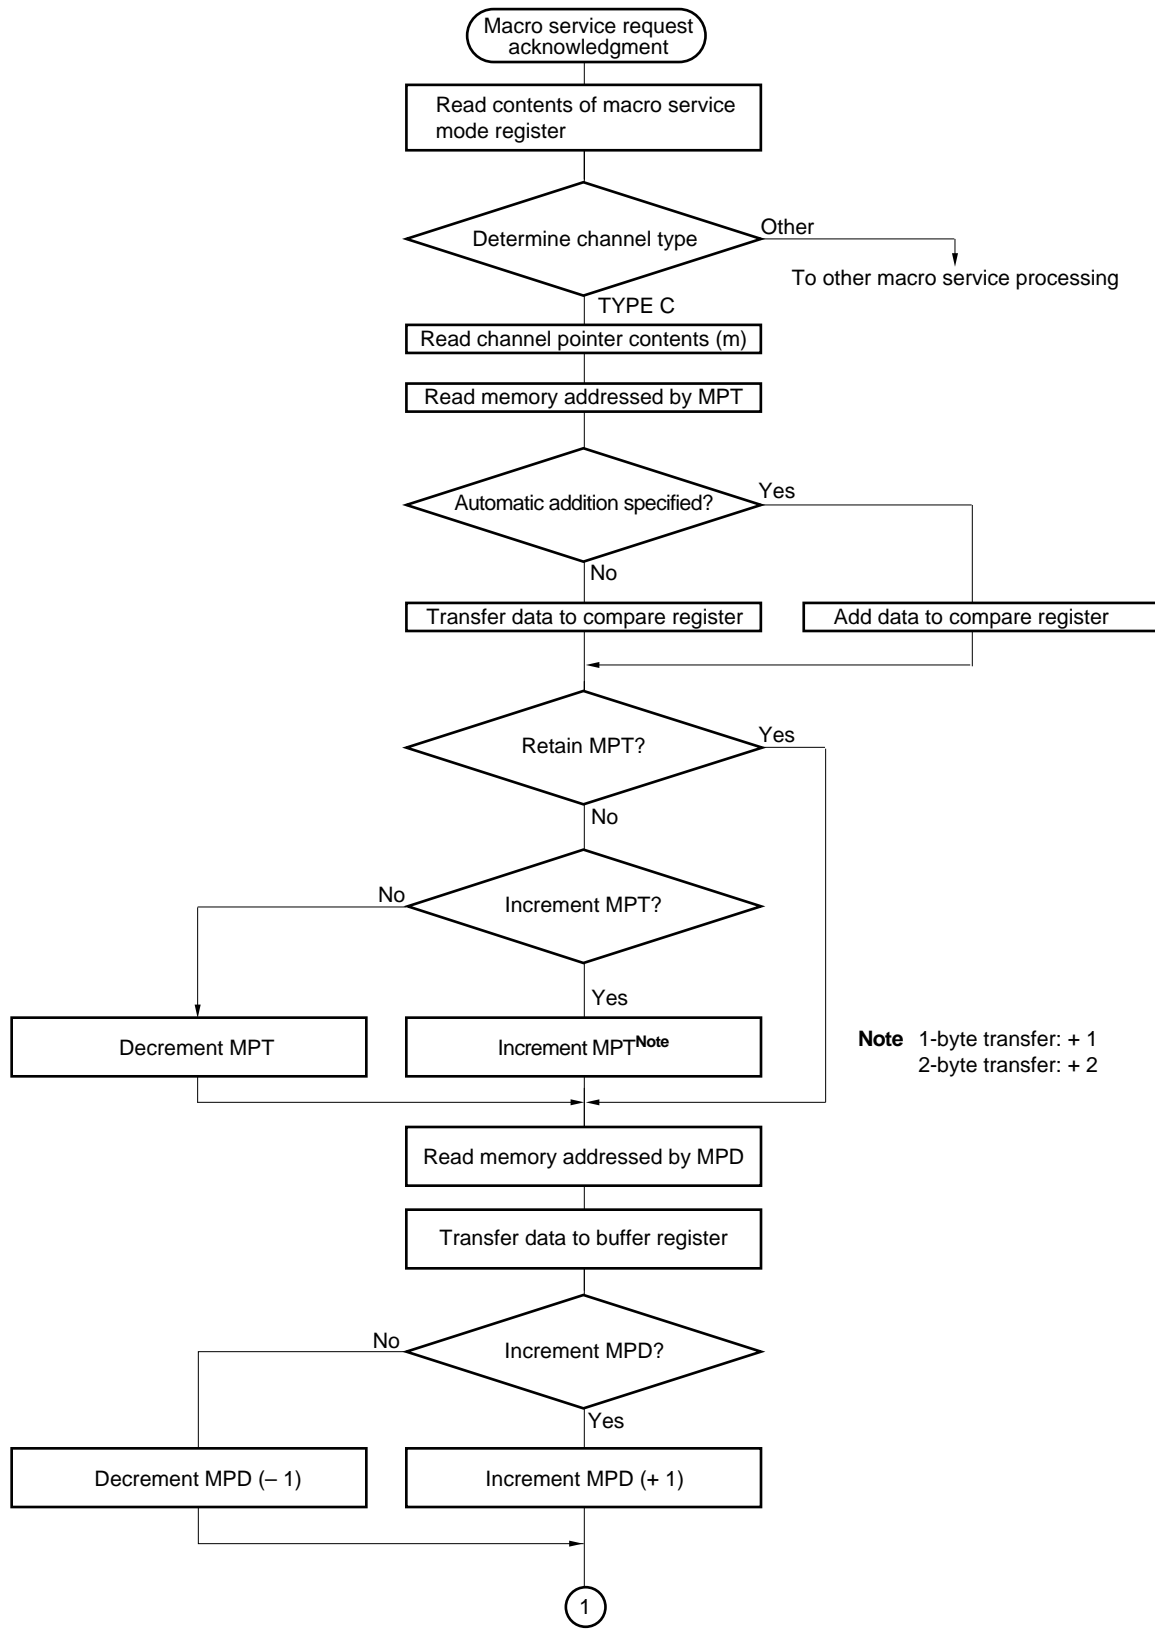 Macro service request
acknowledgment
Read contents of macro service
mode register
Determine channel type
Other
To other macro service processing
TYPE C
Read channel pointer contents (m)
Read memory addressed by MPT
Automatic addition specified?
Yes
No
Transfer data to compare register
Add data to compare register
Retain MPT?
Yes
No
Increment MPT?
No
Yes
Decrement MPT
Increment MPTNote
Note 1-byte transfer: + 1
2-byte transfer: + 2
Read memory addressed by MPD
Transfer data to buffer register
Increment MPD?
No
Yes
Decrement MPD (– 1)
Increment MPD (+ 1)
1